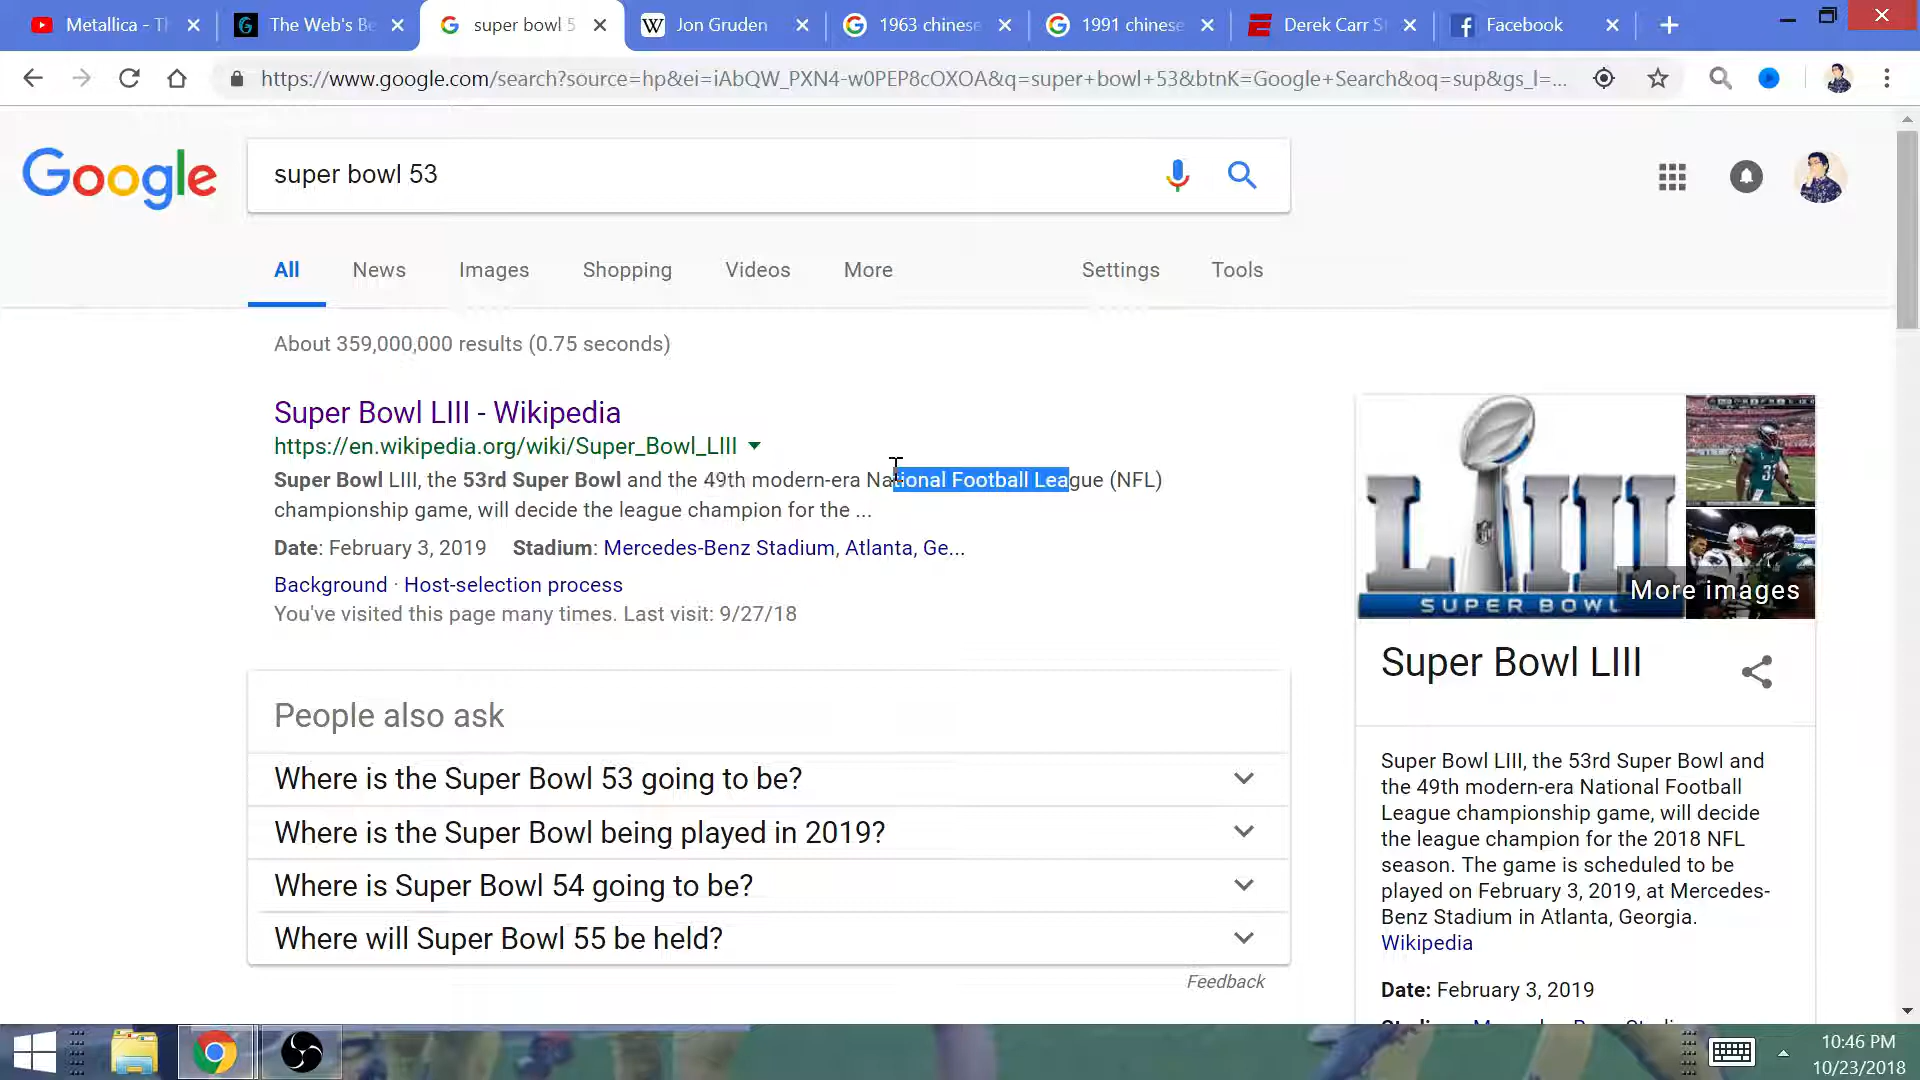 Metallica - Th
The Web's Be
super bowl 5
Jon Gruden
1963 chinese
1991 chinese
Derek Carr S
Facebook
https://www.google.com/search?source=hp&ei=iAbQW_PXN4-w0PEP8cOXOA&q=super+bowl+53&btnK=Google+Search&oq=sup&gs_l=...
Google
super bowl 53
All
News
Images
Shopping
Videos
More
Settings
Tools
About 359,000,000 results (0.75 seconds)
Super Bowl LIII - Wikipedia
https://en.wikipedia.org/wiki/Super_Bowl_LIII
Super Bowl LIII, the 53rd Super Bowl and the 49th modern-era National Football League (NFL)
championship game, will decide the league champion for the ...
Date: February 3, 2019 Stadium: Mercedes-Benz Stadium, Atlanta, Ge...
Background · Host-selection process
You've visited this page many times. Last visit: 9/27/18
People also ask
Where is the Super Bowl 53 going to be?
Where is the Super Bowl being played in 2019?
Where is Super Bowl 54 going to be?
Where will Super Bowl 55 be held?
Feedback
LIII
SUPER BOWL
More images
Super Bowl LIII
Super Bowl LIII, the 53rd Super Bowl and
the 49th modern-era National Football
League championship game, will decide
the league champion for the 2018 NFL
season. The game is scheduled to be
played on February 3, 2019, at Mercedes-
Benz Stadium in Atlanta, Georgia.
Wikipedia
Date: February 3, 2019
10:46 PM
10/23/2018